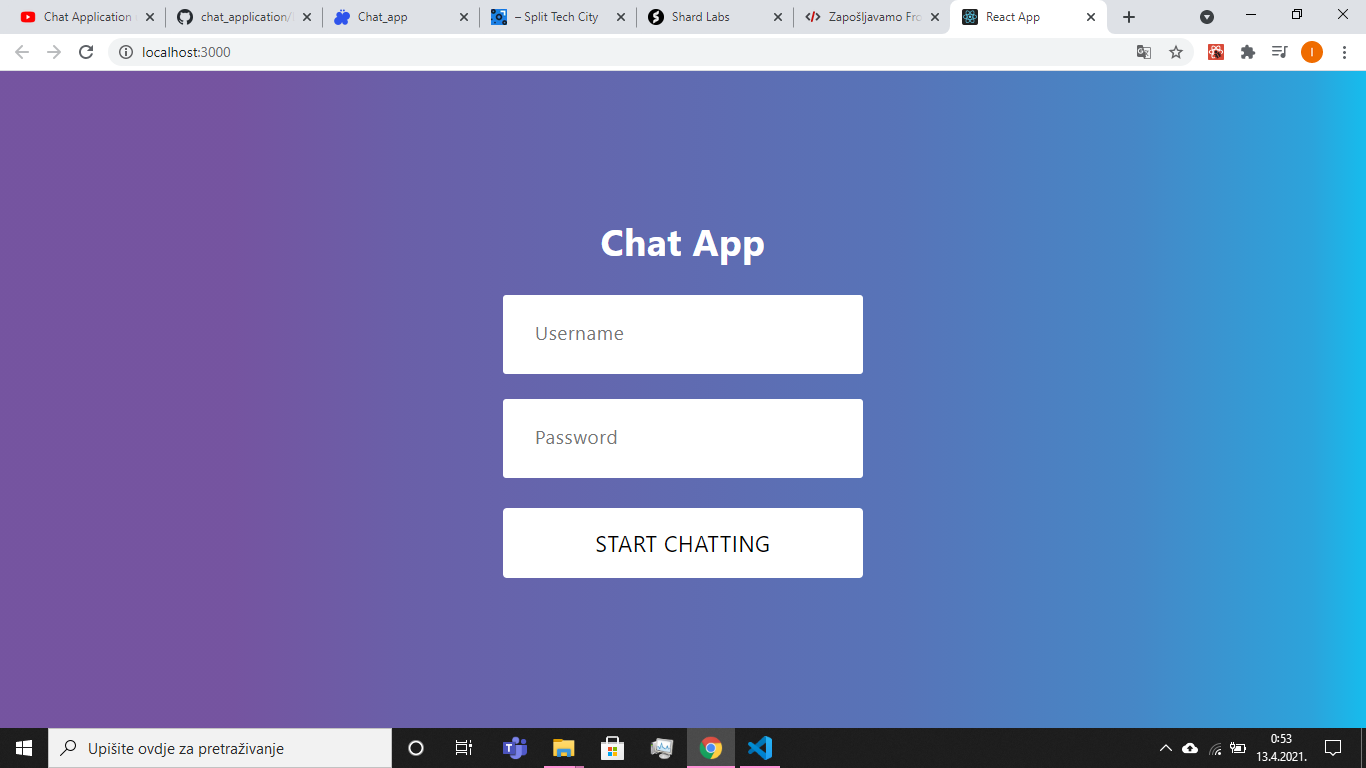 Chat Application
chat_application/
Chat_app
– Split Tech City
Shard Labs
Zapošljavamo Fro
React App
localhost:3000
I
Chat App
Username
Password
START CHATTING
Upišite ovdje za pretraživanje
0:53
13.4.2021.